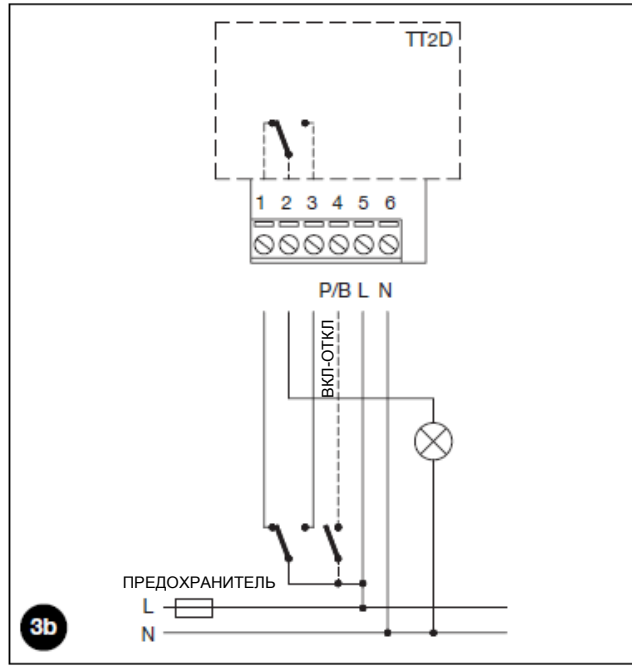 TT2D
1 2 3 4 5 6
P/B L N
ВКЛ-ОТКЛ
ПРЕДОХРАНИТЕЛЬ
L
N
3b